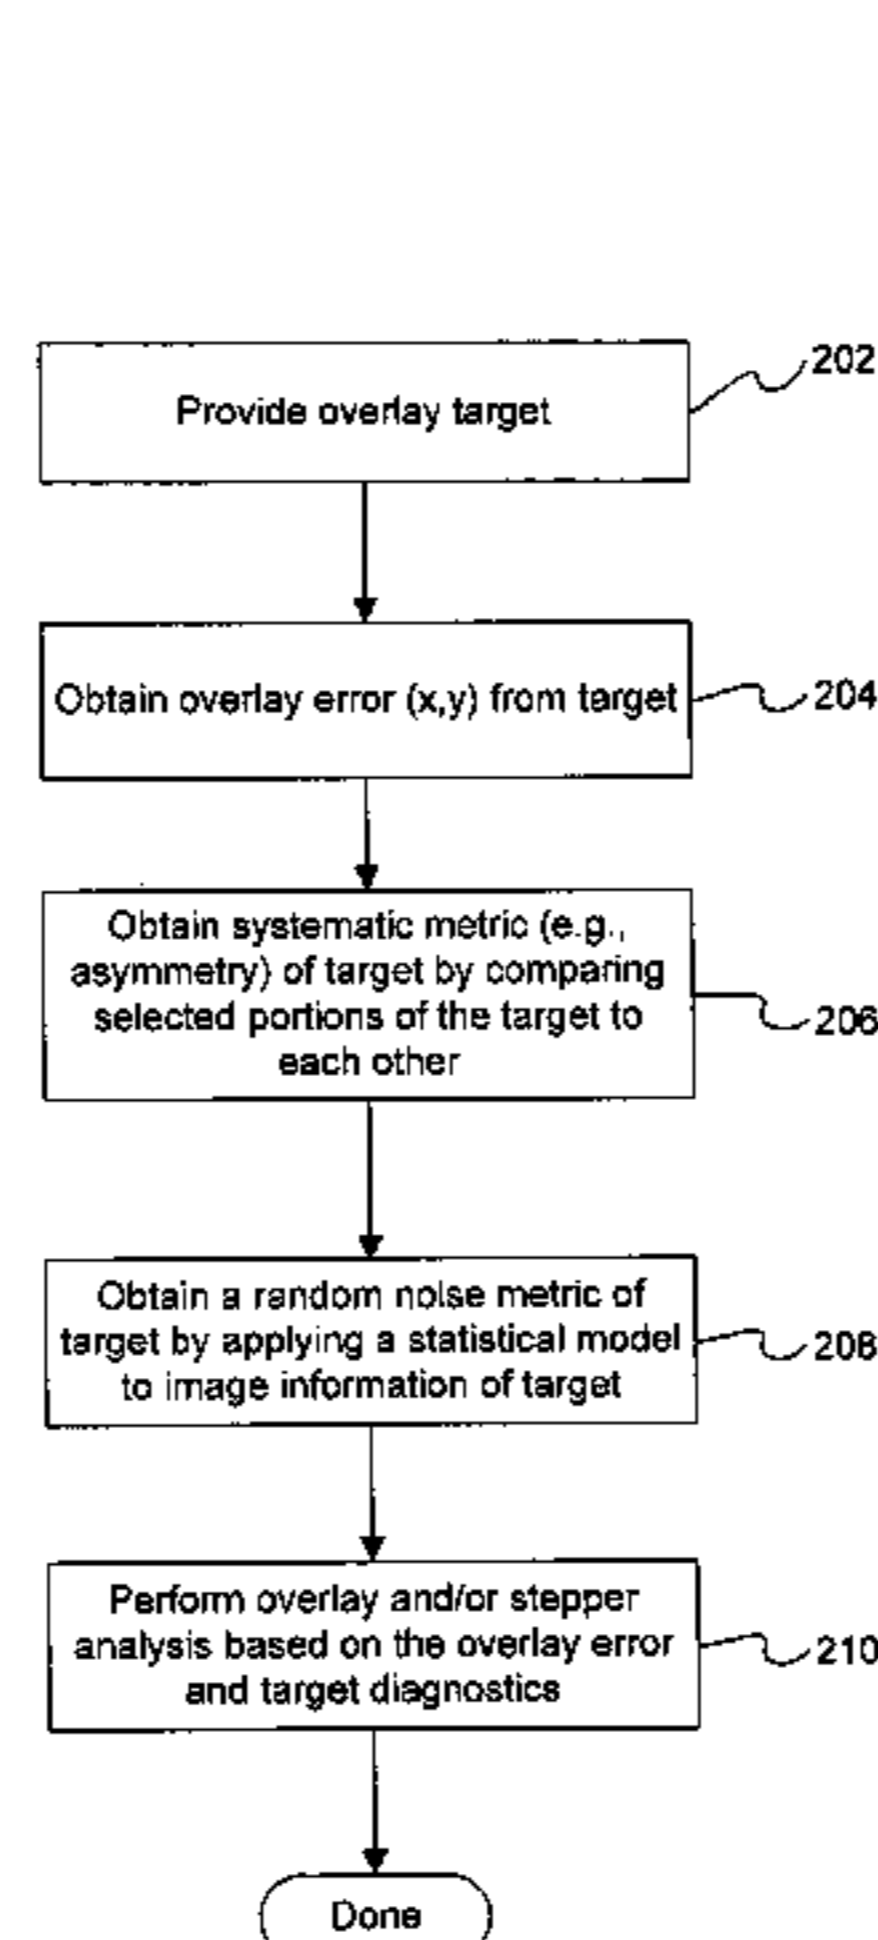 Provide overlay target
202
Obtain overlay error (x,y) from target
204
Obtain systematic metric (e.g.,
asymmetry) of target by comparing
selected portions of the target to
each other
206
Obtain a random noise metric of
target by applying a statistical model
to image information of target
208
Perform overlay and/or stepper
analysis based on the overlay error
and target diagnostics
210
Done